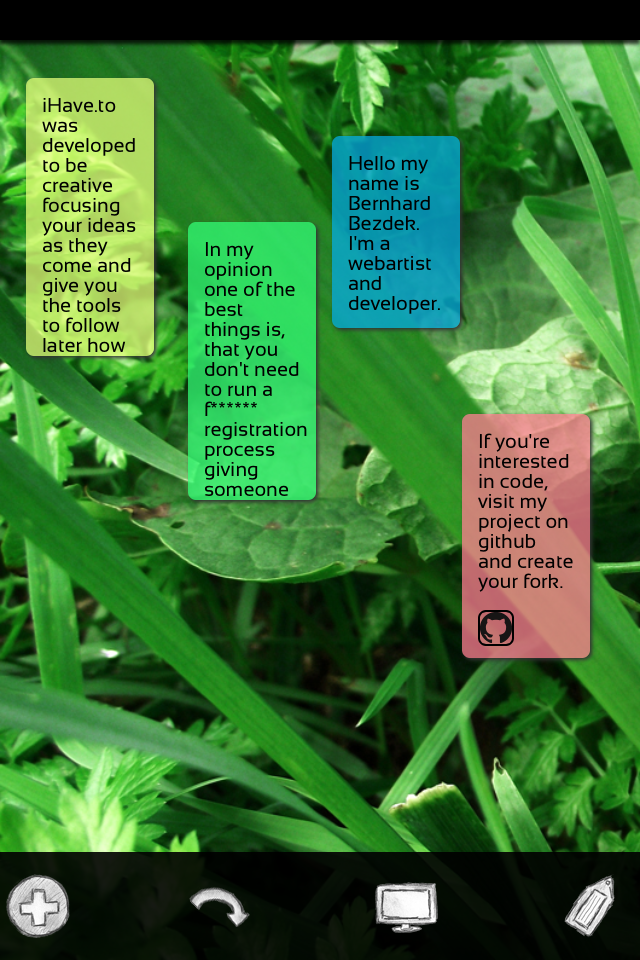 iHave.to
was
developed
to be
creative
focusing
your ideas
as they
come and
give you
the tools
to follow
later how
In my
opinion
one of the
best
things is,
that you
don't need
to run a
f******
registration
process
giving
someone
Hello my
name is
Bernhard
Bezdek.
I'm a
webartist
and
developer.
If you're
interested
in code,
visit my
project on
github
and create
your fork.